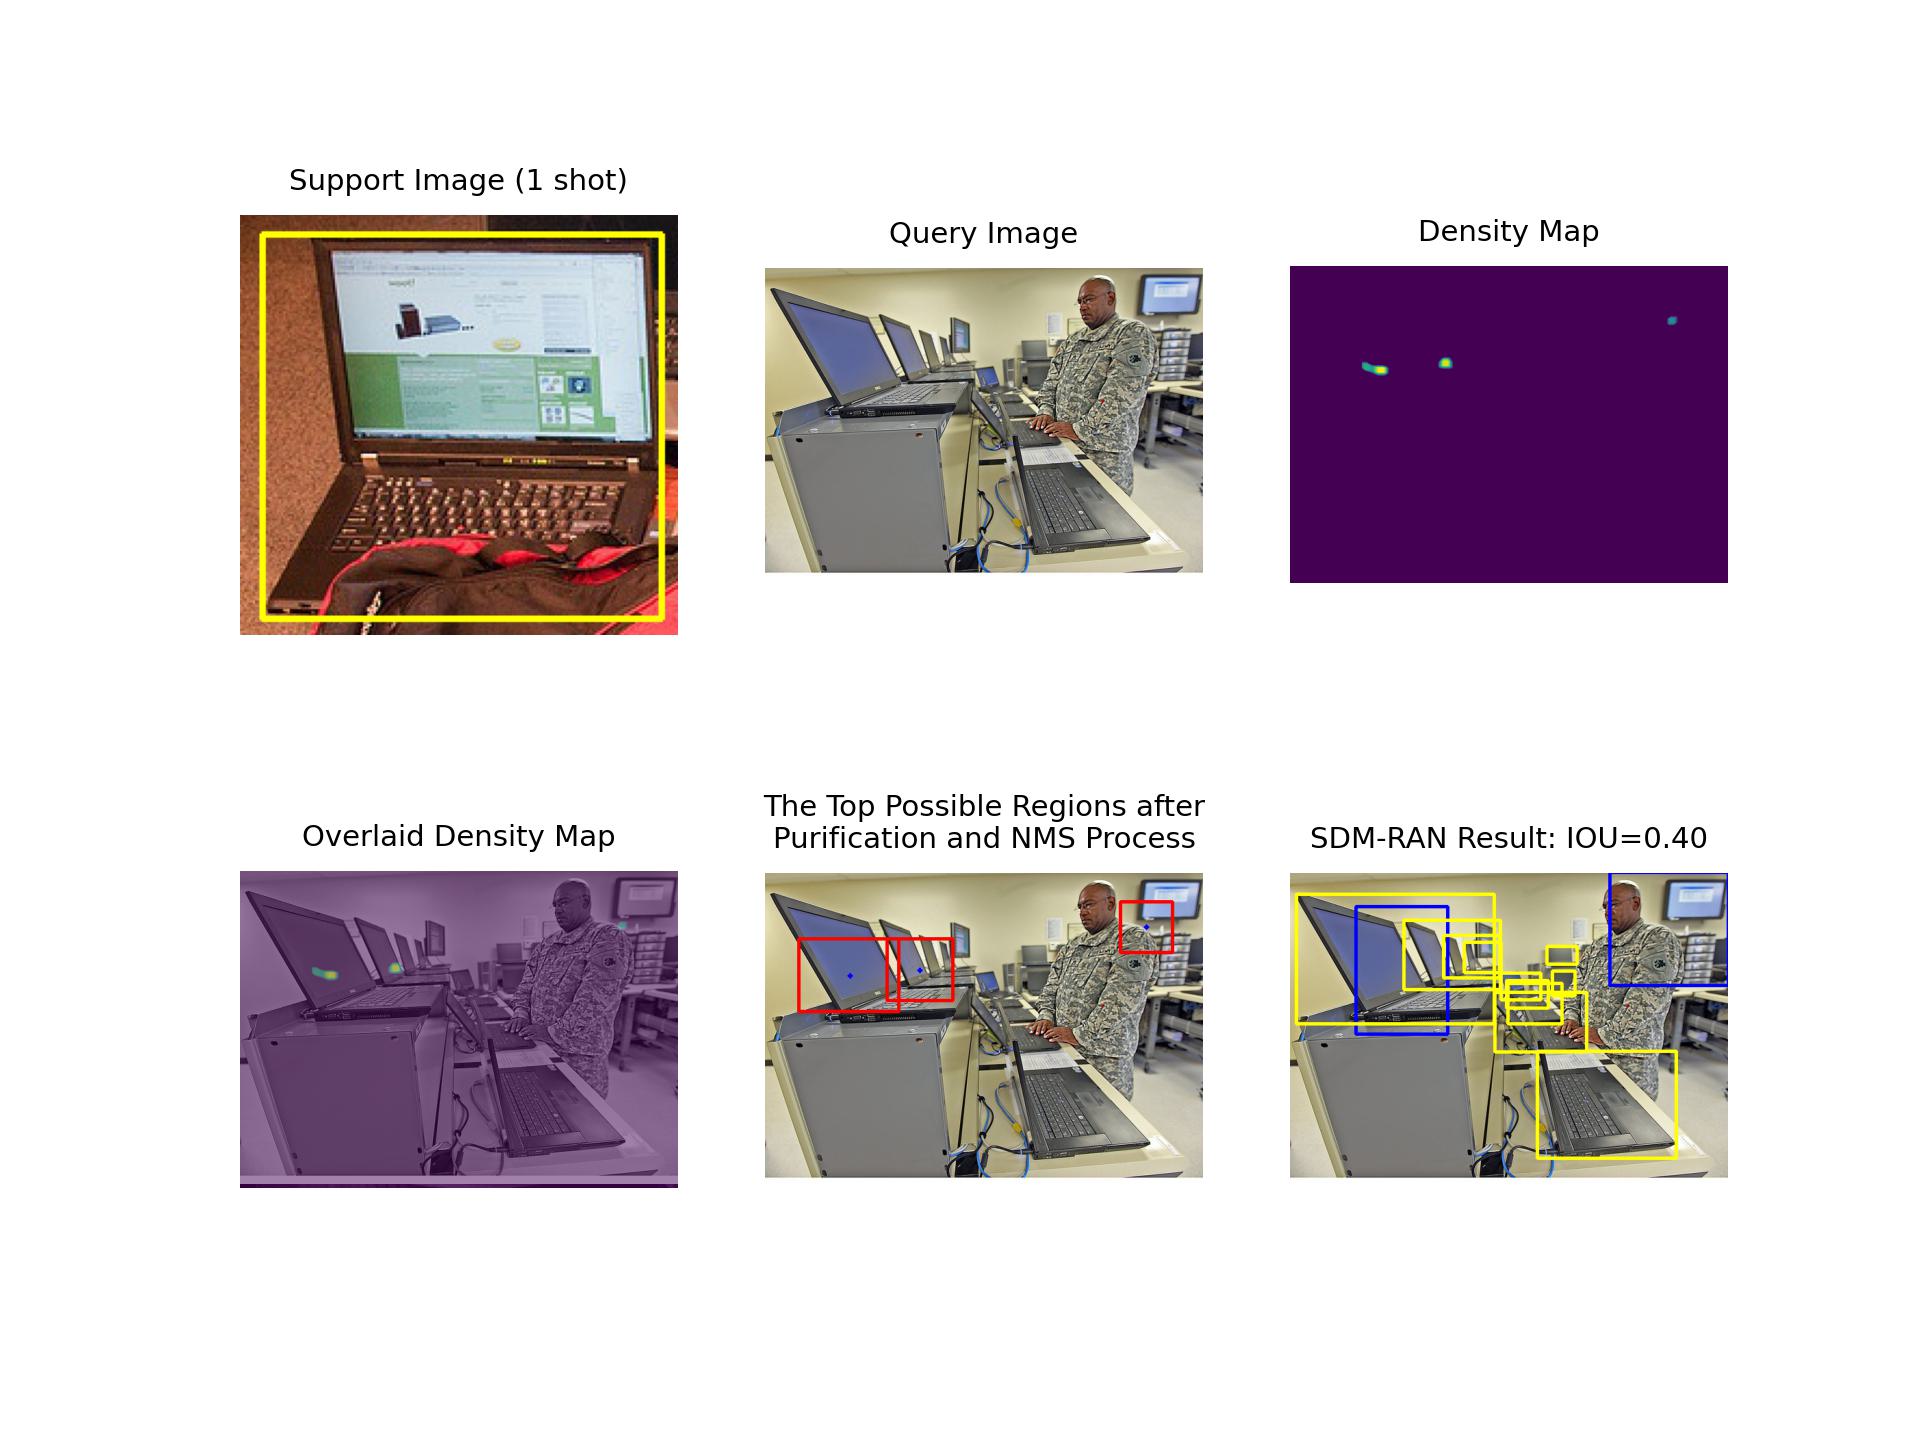 Support Image (1 shot)
Query Image
Density Map
Overlaid Density Map
The Top Possible Regions after
Purification and NMS Process
SDM-RAN Result: IOU=0.40